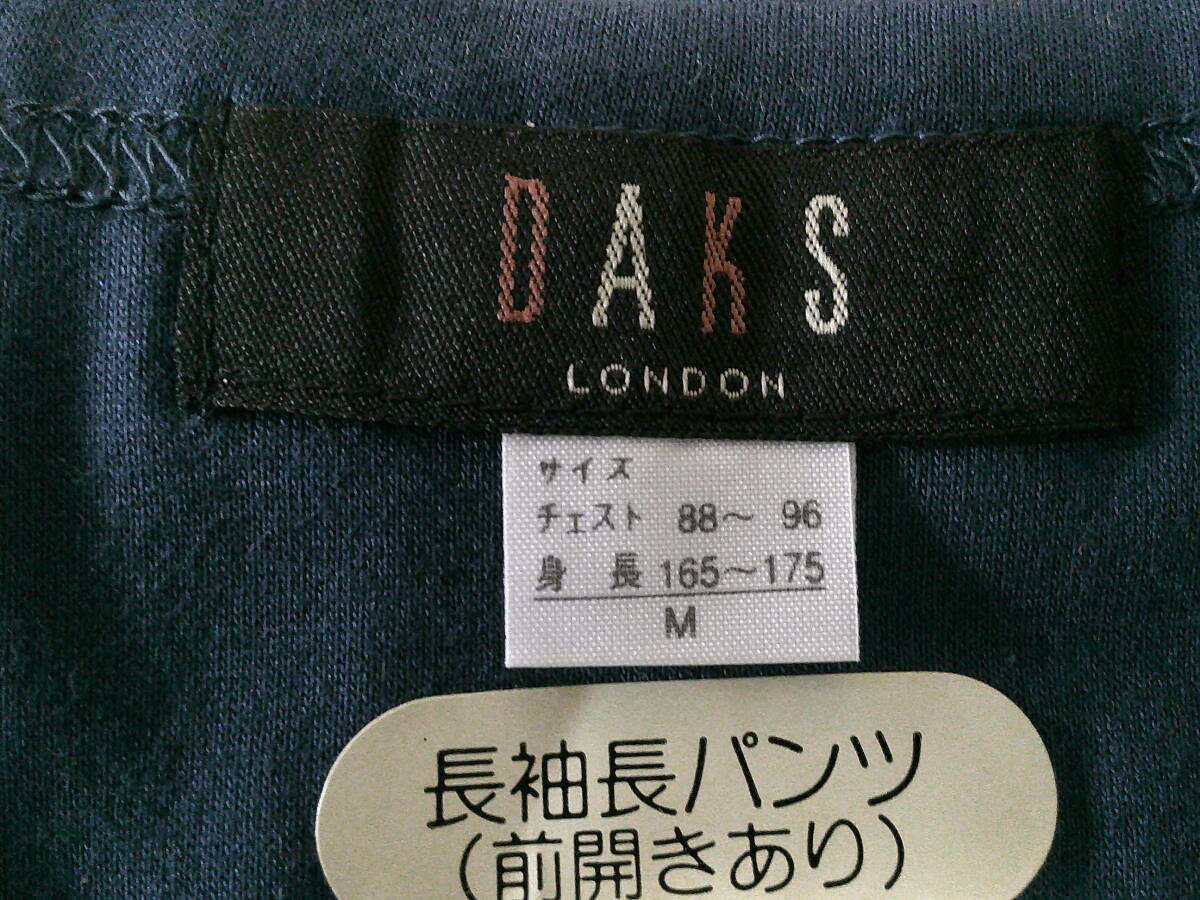 DAKS
LONDON
サイズ
チェスト 88〜 96
身 長 165〜175
M
長袖長パンツ
(前開きあり)